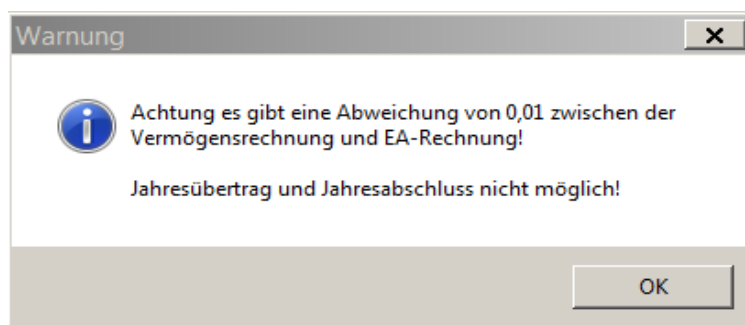 Warnung
Achtung es gibt eine Abweichung von 0,01 zwischen der
Vermögensrechnung und EA-Rechnung!
Jahresübertrag und Jahresabschluss nicht möglich!
OK